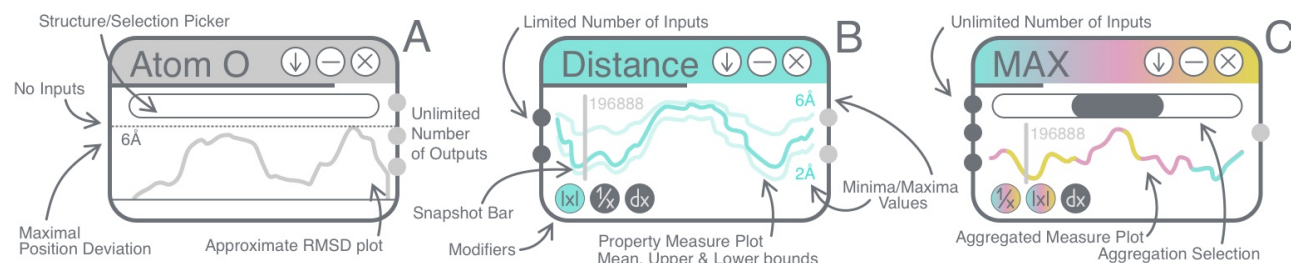 Structure/Selection Picker
A
Atom O
No Inputs
6Å
Unlimited
Number
of Outputs
Maximal
Position Deviation
Approximate RMSD plot
Limited Number of Inputs
B
Distance
196888
6Å
2Å
|x|
1/x
dx
Snapshot Bar
Modifiers
Property Measure Plot
Mean, Upper & Lower bounds
Minima/Maxima
Values
Unlimited Number of Inputs
C
MAX
196888
1/x
|x|
dx
Aggregated Measure Plot
Aggregation Selection